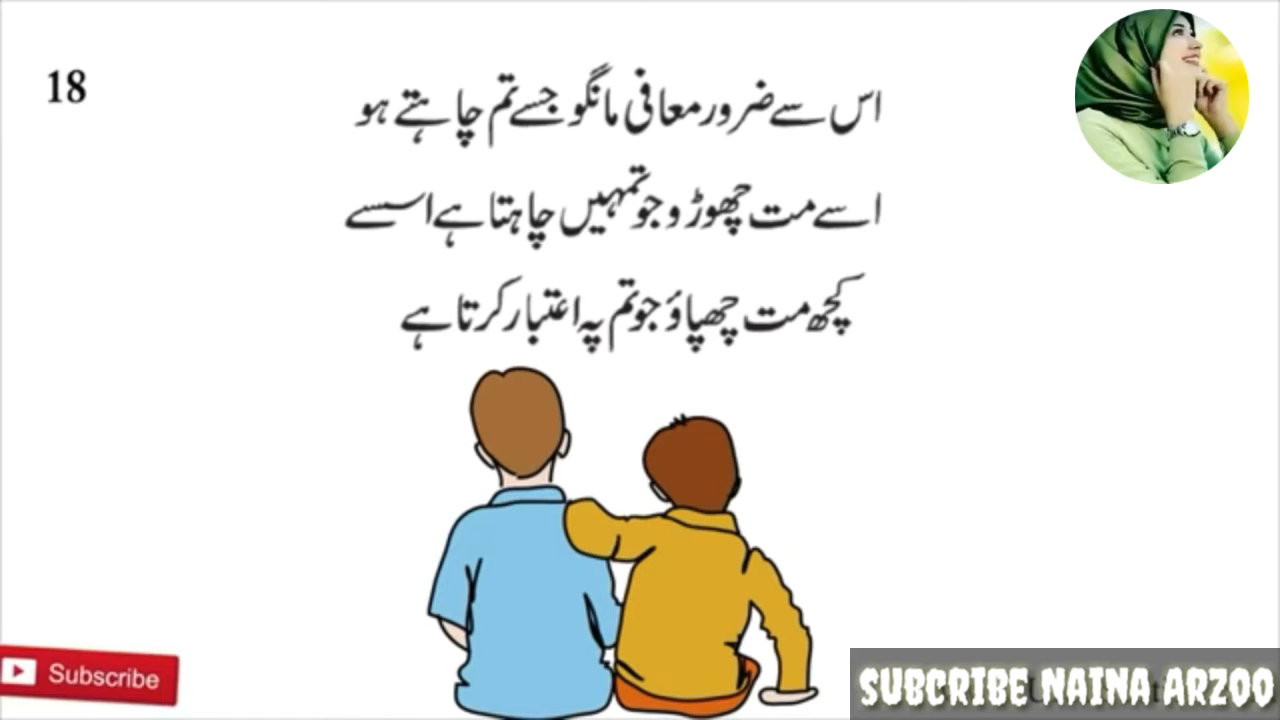 18
اس سے ضرور معافی مانگو جسے تم چاہتے ہو
اسے مت چھوڑو جو تمہیں چاہتا ہے اسسے
کچھ مت چھپاؤ جو تم پہ اعتبار کرتا ہے
Subscribe
SUBCRIBE NAINA ARZOO